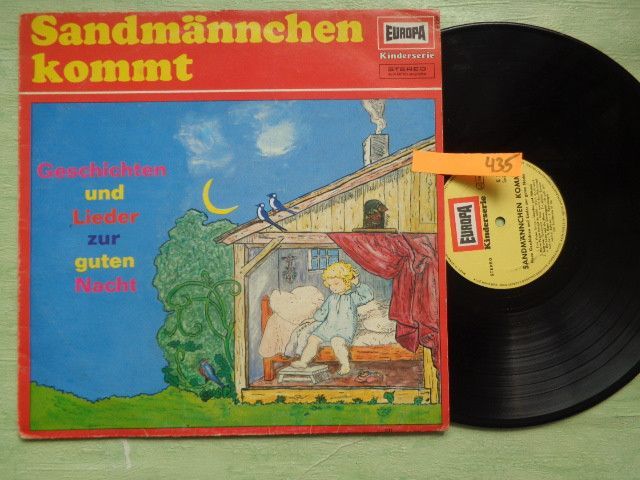 Sandmännchen
kommt
EUROPA
Kinderserie
STEREO
Geschichten
und
Lieder
zur
guten
Nacht
435
EUROPA
Kinderserie
STEREO
SANDMÄNNCHEN KOMM